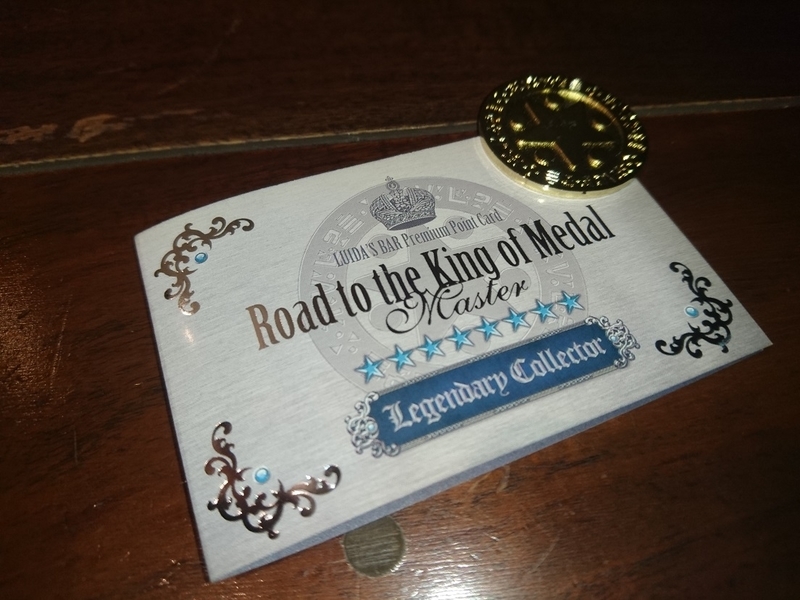 LUIDA'S BAR Premium Point Card
Road to the King of Medal
Master
Legendary Collector